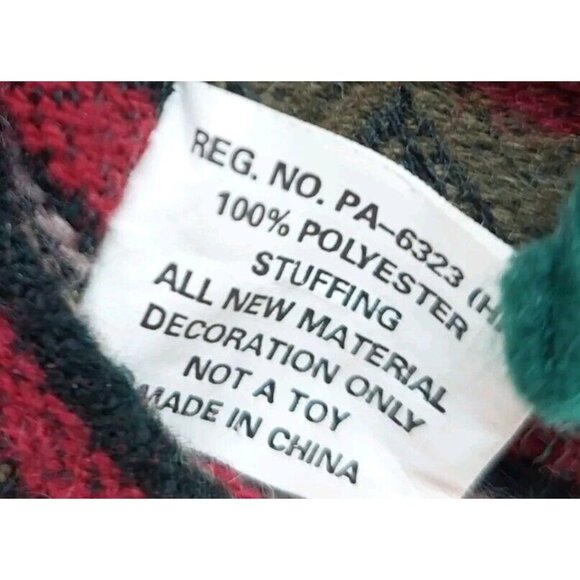 REG. NO. PA-6323 (H
100% POLYESTER
STUFFING
ALL NEW MATERIAL
DECORATION ONLY
NOT A TOY
MADE IN CHINA